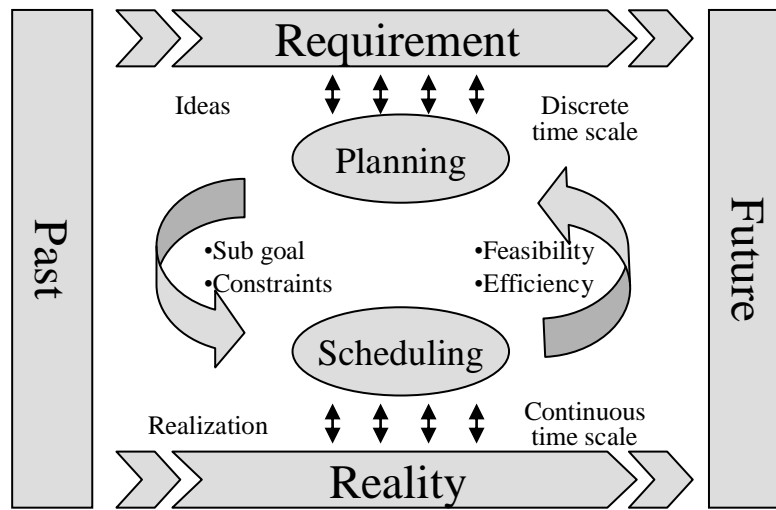 Requirement
Ideas
Discrete
time scale
Planning
Past
Future
•Sub goal
•Constraints
•Feasibility
•Efficiency
Scheduling
Realization
Continuous
time scale
Reality